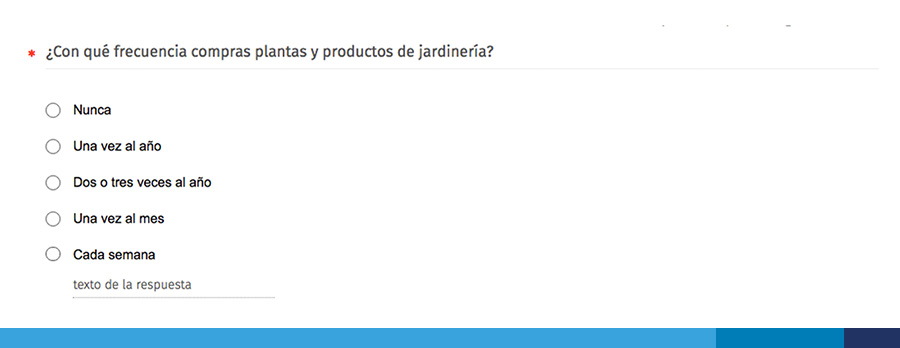 * ¿Con qué frecuencia compras plantas y productos de jardinería?
Nunca
Una vez al año
Dos o tres veces al año
Una vez al mes
Cada semana
texto de la respuesta